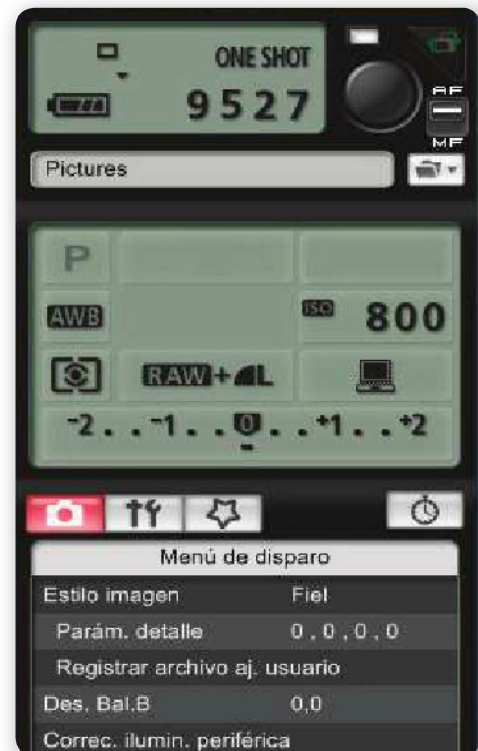 ONE SHOT
9527
AF
MF
Pictures
P
AWB
ISO 800
RAW+L
-2..-1..0..+1..+2
Menú de disparo
Estilo imagen Fiel
Parám. detalle 0,0,0,0
Registrar archivo aj. usuario
Des. Bal.B 0,0
Correc. ilumin. periférica